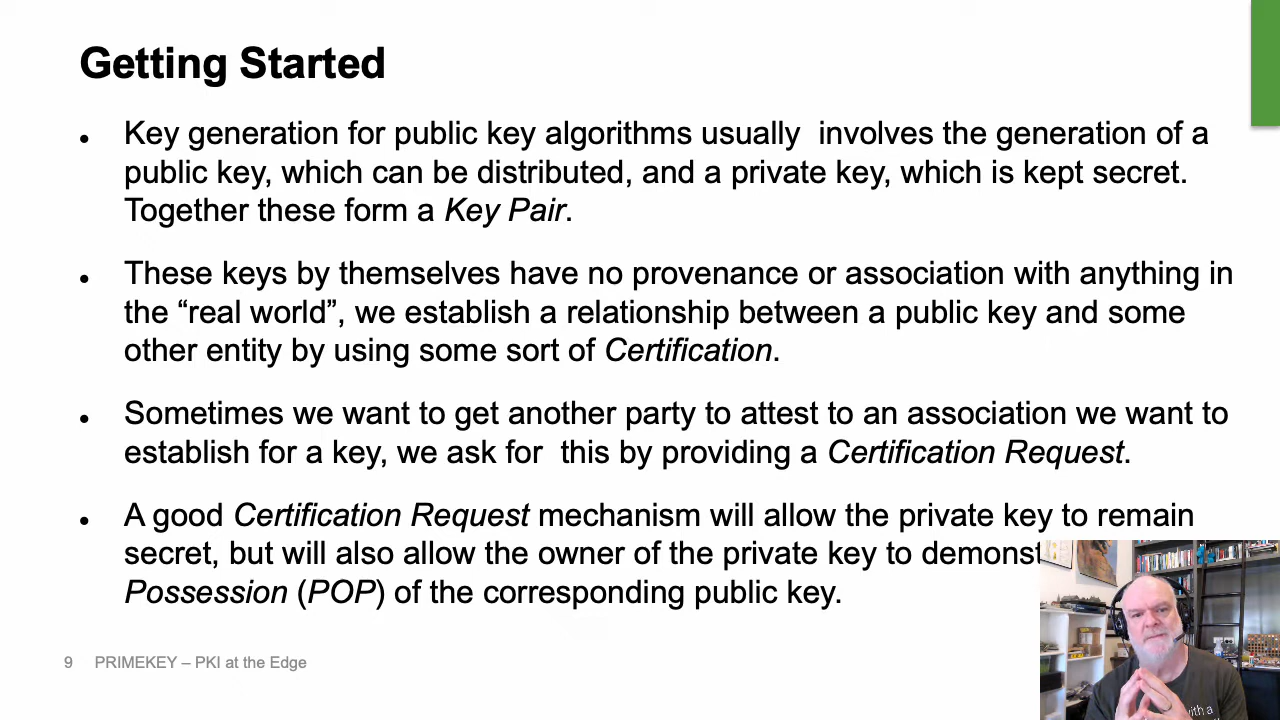 Getting Started
• Key generation for public key algorithms usually involves the generation of a
public key, which can be distributed, and a private key, which is kept secret.
Together these form a Key Pair.
• These keys by themselves have no provenance or association with anything in
the “real world”, we establish a relationship between a public key and some
other entity by using some sort of Certification.
• Sometimes we want to get another party to attest to an association we want to
establish for a key, we ask for this by providing a Certification Request.
• A good Certification Request mechanism will allow the private key to remain
secret, but will also allow the owner of the private key to
Possession (POP) of the corresponding public key.
9 PRIMEKEY – PKI at the Edge
with a